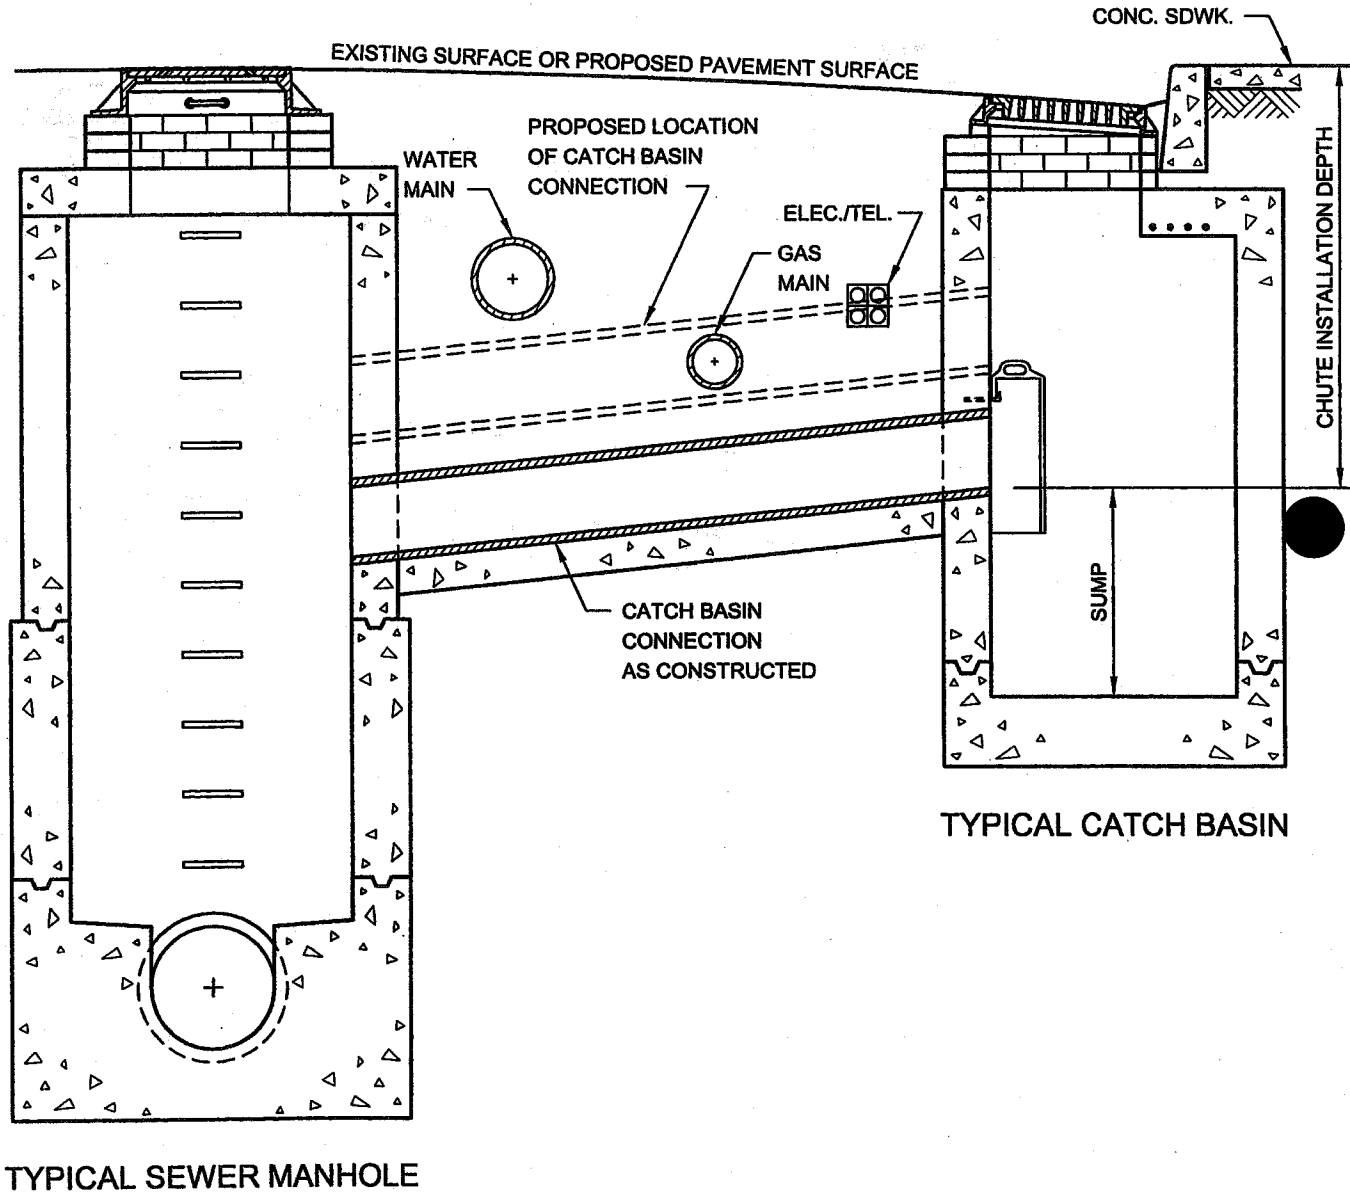 CONC. SDWK.
EXISTING SURFACE OR PROPOSED PAVEMENT SURFACE
PROPOSED LOCATION
OF CATCH BASIN
CONNECTION
WATER
MAIN
ELEC./TEL.
GAS
MAIN
CHUTE INSTALLATION DEPTH
SUMP
CATCH BASIN
CONNECTION
AS CONSTRUCTED
TYPICAL CATCH BASIN
TYPICAL SEWER MANHOLE